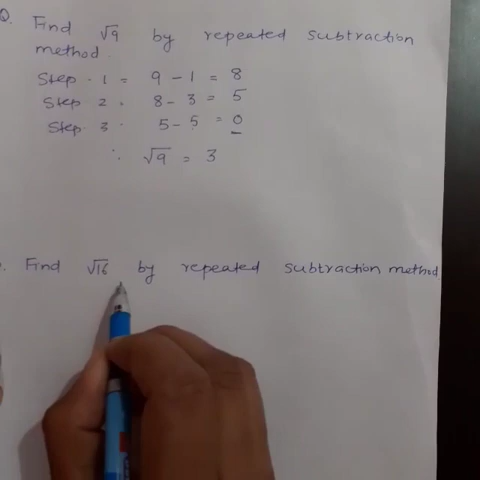 Q. Find √9 by repeated subtraction
method.
Step - 1 = 9 - 1 = 8
Step 2 = 8 - 3 = 5
Step 3 = 5 - 5 = 0
∴ √9 = 3
. Find √16 by repeated subtraction method